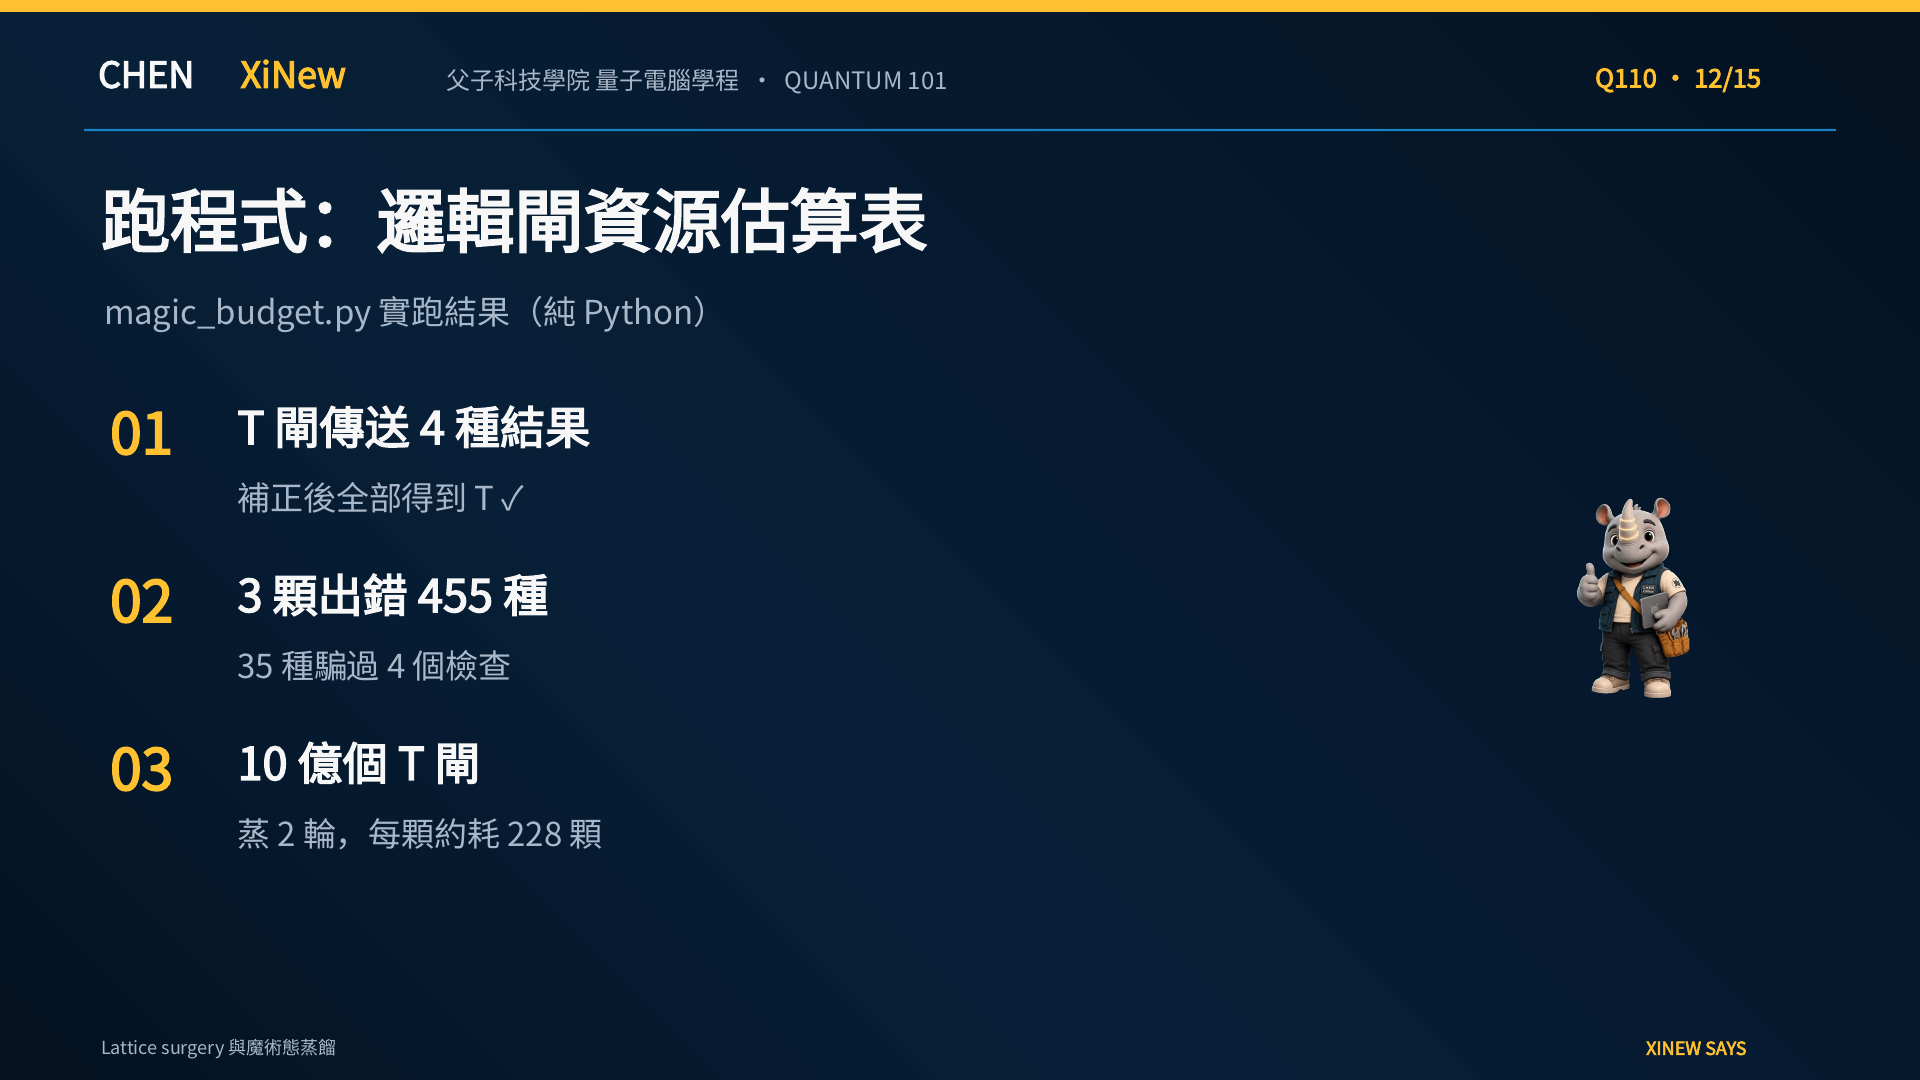 CHEN XiNew 父子科技學院 量子電腦學程 · QUANTUM 101 Q110 · 12/15
跑程式：邏輯閘資源估算表
magic_budget.py 實跑結果（純 Python）
01 T 閘傳送 4 種結果
補正後全部得到 T ✓
02 3 顆出錯 455 種
35 種騙過 4 個檢查
03 10 億個 T 閘
蒸 2 輪，每顆約耗 228 顆
Lattice surgery 與魔術態蒸餾 XINEW SAYS